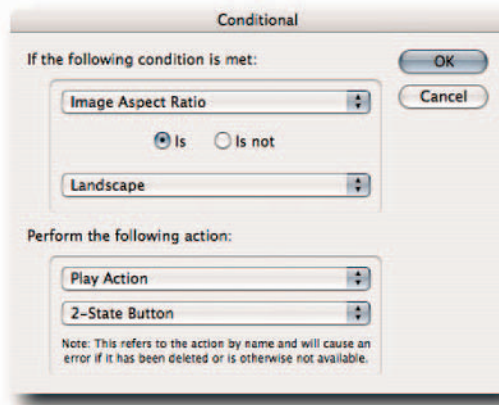 Conditional
If the following condition is met:
OK
Image Aspect Ratio
Cancel
Is Is not
Landscape
Perform the following action:
Play Action
2-State Button
Note: This refers to the action by name and will cause an
error if it has been deleted or is otherwise not available.